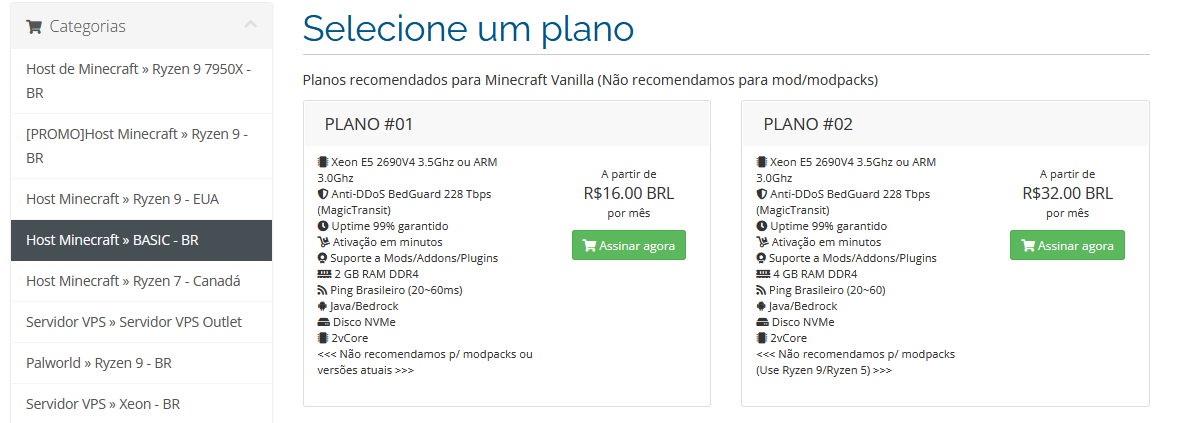 Categorias
Host de Minecraft » Ryzen 9 7950X -
BR
[PROMO]Host Minecraft » Ryzen 9 -
BR
Host Minecraft » Ryzen 9 - EUA
Host Minecraft » BASIC - BR
Host Minecraft » Ryzen 7 - Canadá
Servidor VPS » Servidor VPS Outlet
Palworld » Ryzen 9 - BR
Servidor VPS » Xeon - BR
Selecione um plano
Planos recomendados para Minecraft Vanilla (Não recomendamos para mod/modpacks)
PLANO #01
Xeon E5 2690V4 3.5Ghz ou ARM
3.0Ghz
Anti-DDoS BedGuard 228 Tbps
(MagicTransit)
Uptime 99% garantido
Ativação em minutos
Suporte a Mods/Addons/Plugins
2 GB RAM DDR4
Ping Brasileiro (20~60ms)
Java/Bedrock
Disco NVMe
2vCore
<<< Não recomendamos p/ modpacks ou
versões atuais >>>
A partir de
R$16.00 BRL
por mês
Assinar agora
PLANO #02
Xeon E5 2690V4 3.5Ghz ou ARM
3.0Ghz
Anti-DDoS BedGuard 228 Tbps
(MagicTransit)
Uptime 99% garantido
Ativação em minutos
Suporte a Mods/Addons/Plugins
4 GB RAM DDR4
Ping Brasileiro (20~60)
Java/Bedrock
Disco NVMe
2vCore
<<< Não recomendamos p/ modpacks
(Use Ryzen 9/Ryzen 5) >>>
A partir de
R$32.00 BRL
por mês
Assinar agora